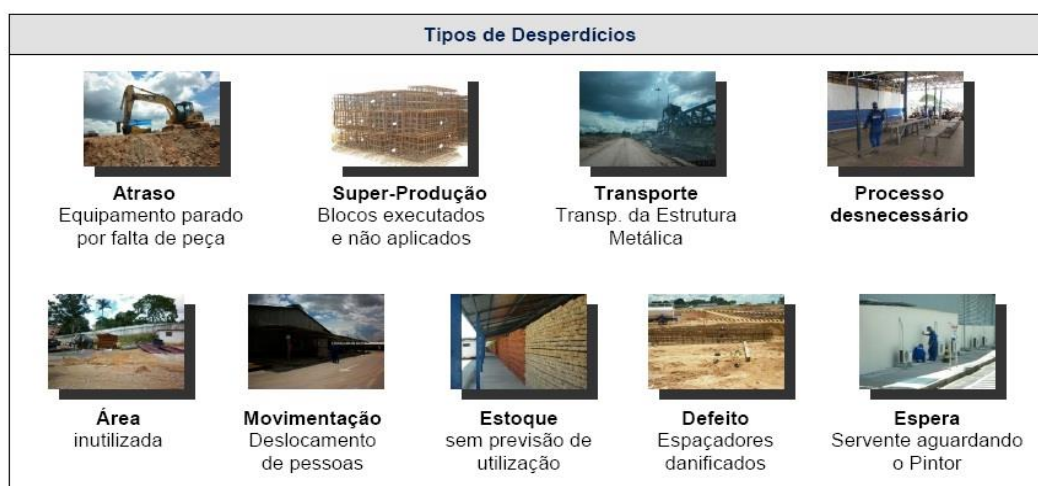 Tipos de Desperdícios
Atraso
Equipamento parado
por falta de peça
Super-Produção
Blocos executados
e não aplicados
Transporte
Transp. da Estrutura
Metálica
Processo
desnecessário
Área
inutilizada
Movimentação
Deslocamento
de pessoas
Estoque
sem previsão de
utilização
Defeito
Espaçadores
danificados
Espera
Servente aguardando
o Pintor